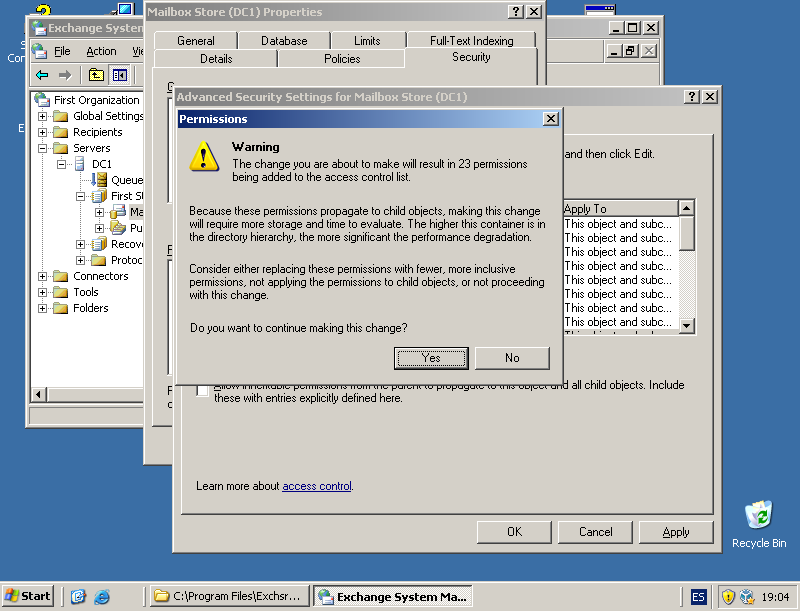 Mailbox Store (DC1) Properties
Exchange System
File Action
General Database Limits Full-Text Indexing
Details Policies Security
First Organization
Global Settings
Recipients
Servers
DC1
Queue
First S
Ma
Pu
Recov
Protoc
Connectors
Tools
Folders
Advanced Security Settings for Mailbox Store (DC1)
and then click Edit.
Apply To
This object and subc...
This object and subc...
This object and subc...
This object and subc...
This object and subc...
This object and subc...
This object and subc...
This object and subc...
Permissions
Warning
The change you are about to make will result in 23 permissions
being added to the access control list.
Because these permissions propagate to child objects, making this change
will require more storage and time to evaluate. The higher this container is in
the directory hierarchy, the more significant the performance degradation.
Consider either replacing these permissions with fewer, more inclusive
permissions, not applying the permissions to child objects, or not proceeding
with this change.
Do you want to continue making this change?
Yes No
Allow inheritable permissions from the parent to propagate to this object and all child objects. Include
these with entries explicitly defined here.
Learn more about access control.
OK Cancel Apply
Recycle Bin
Start C:\Program Files\Exchsr... Exchange System Ma... ES 19:04